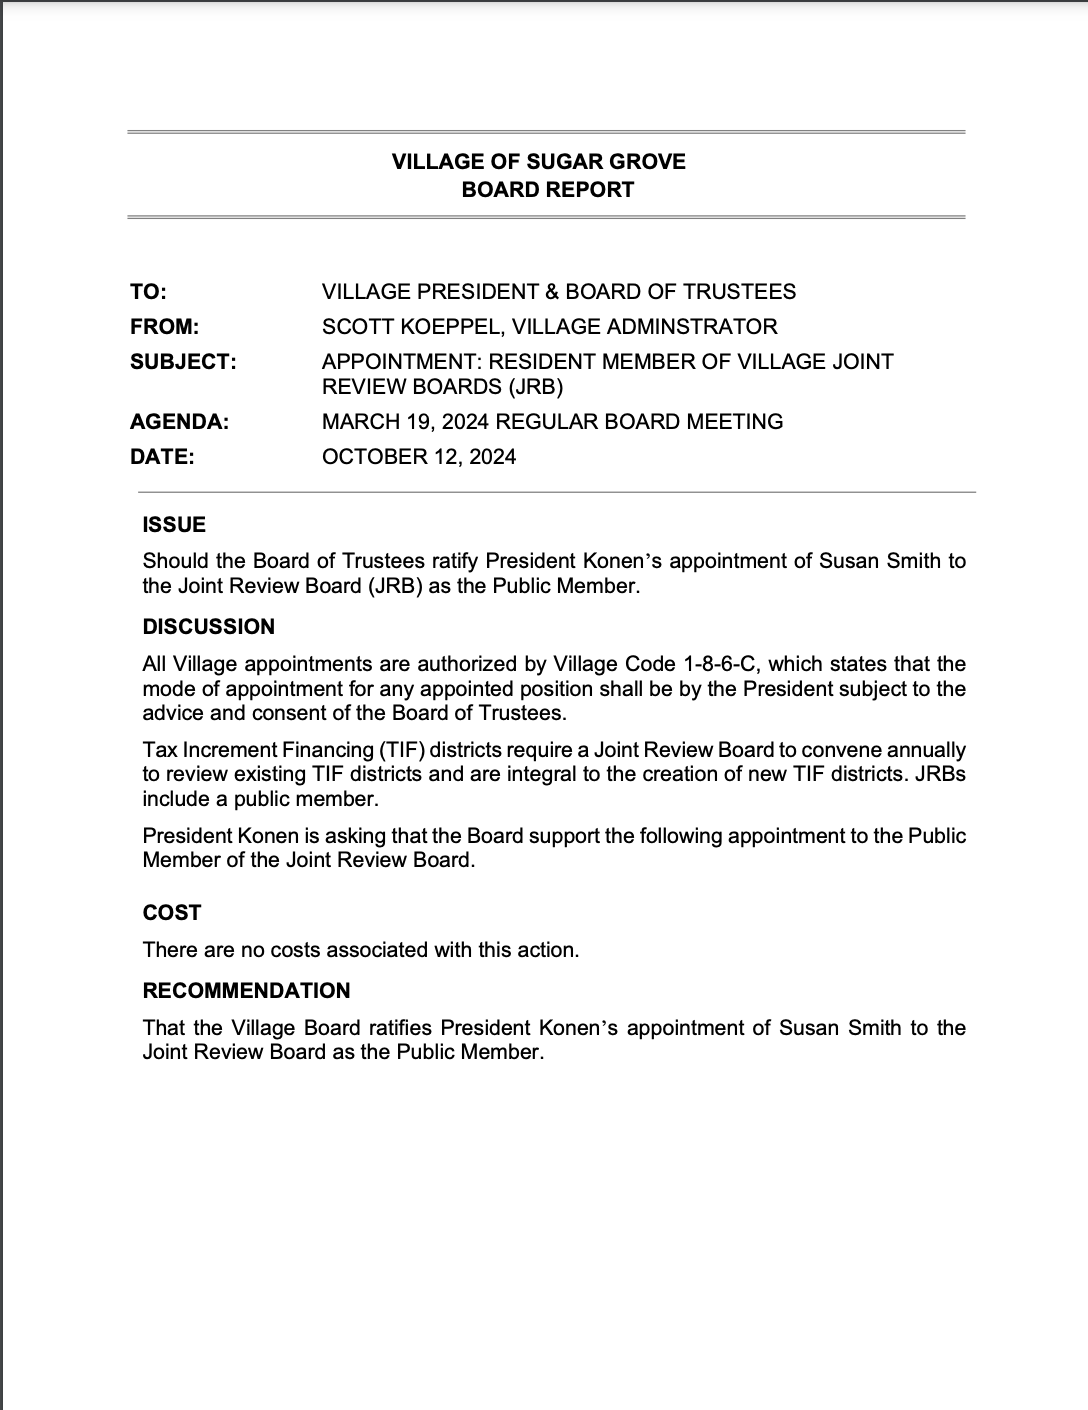 VILLAGE OF SUGAR GROVE
BOARD REPORT
TO: VILLAGE PRESIDENT & BOARD OF TRUSTEES
FROM: SCOTT KOEPPEL, VILLAGE ADMINSTRATOR
SUBJECT: APPOINTMENT: RESIDENT MEMBER OF VILLAGE JOINT
REVIEW BOARDS (JRB)
AGENDA: MARCH 19, 2024 REGULAR BOARD MEETING
DATE: OCTOBER 12, 2024
ISSUE
Should the Board of Trustees ratify President Konen’s appointment of Susan Smith to
the Joint Review Board (JRB) as the Public Member.
DISCUSSION
All Village appointments are authorized by Village Code 1-8-6-C, which states that the
mode of appointment for any appointed position shall be by the President subject to the
advice and consent of the Board of Trustees.
Tax Increment Financing (TIF) districts require a Joint Review Board to convene annually
to review existing TIF districts and are integral to the creation of new TIF districts. JRBs
include a public member.
President Konen is asking that the Board support the following appointment to the Public
Member of the Joint Review Board.
COST
There are no costs associated with this action.
RECOMMENDATION
That the Village Board ratifies President Konen’s appointment of Susan Smith to the
Joint Review Board as the Public Member.